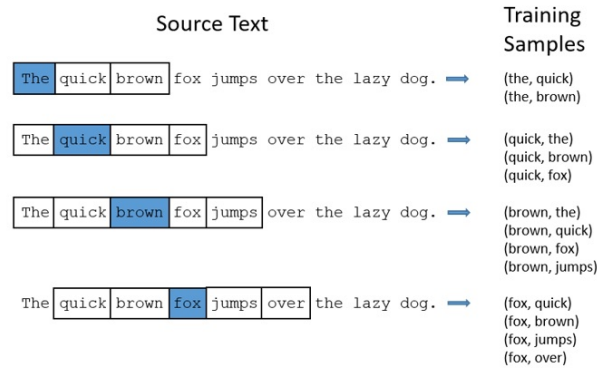 Source Text
Training
Samples
The quick brown fox jumps over the lazy dog.
(the, quick)
(the, brown)
The quick brown fox jumps over the lazy dog.
(quick, the)
(quick, brown)
(quick, fox)
The quick brown fox jumps over the lazy dog.
(brown, the)
(brown, quick)
(brown, fox)
(brown, jumps)
The quick brown fox jumps over the lazy dog.
(fox, quick)
(fox, brown)
(fox, jumps)
(fox, over)